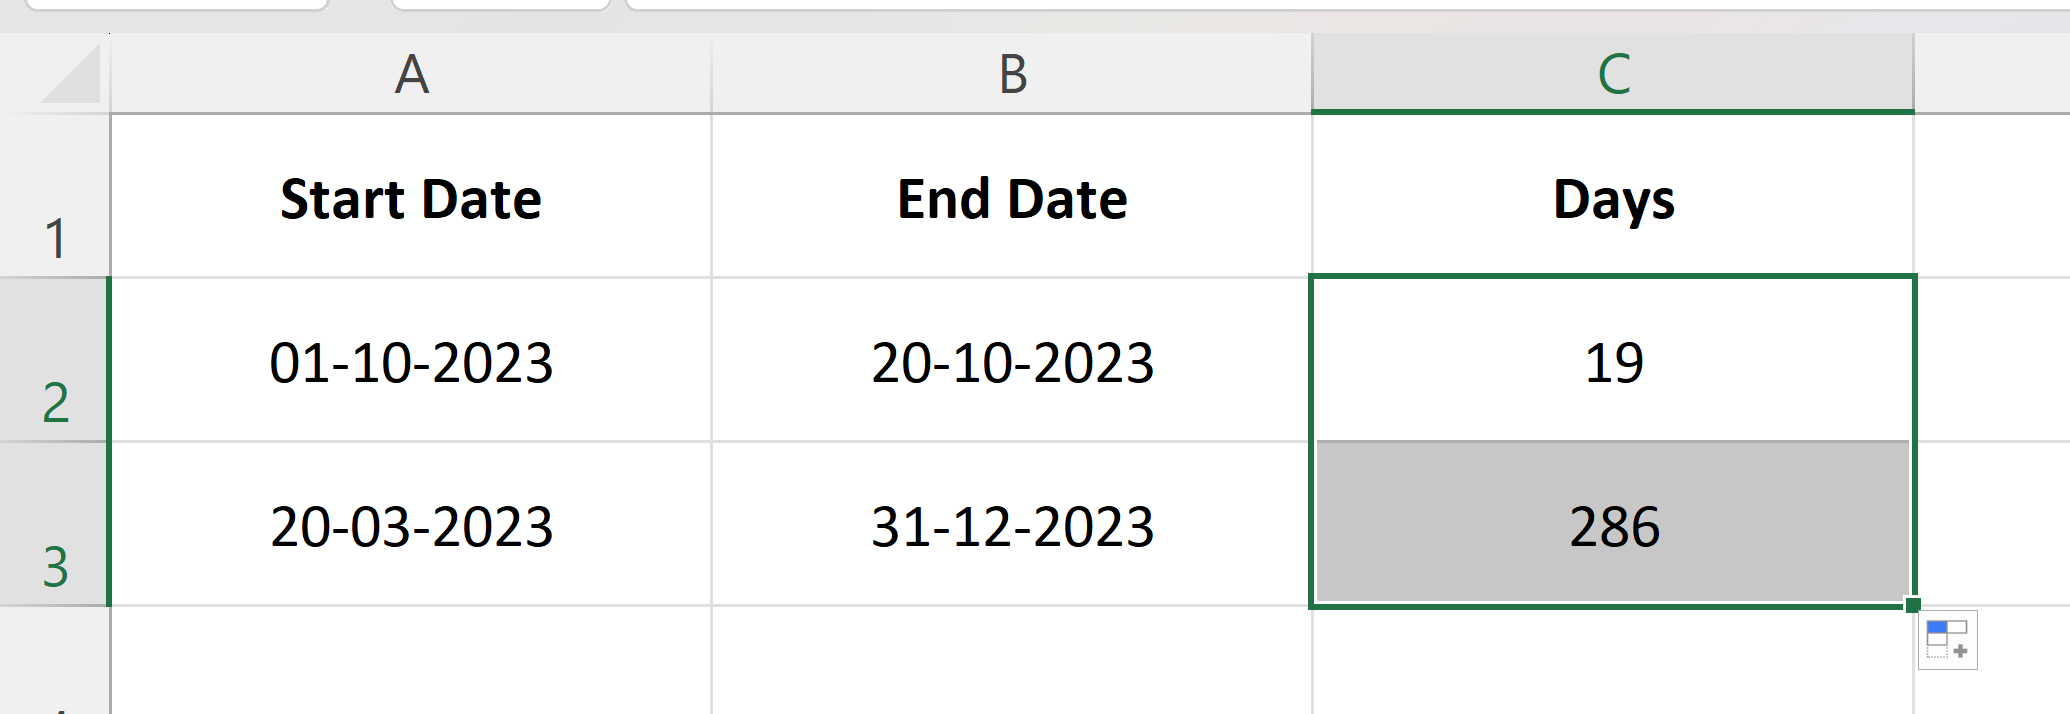 A B C
1 Start Date End Date Days
2 01-10-2023 20-10-2023 19
3 20-03-2023 31-12-2023 286